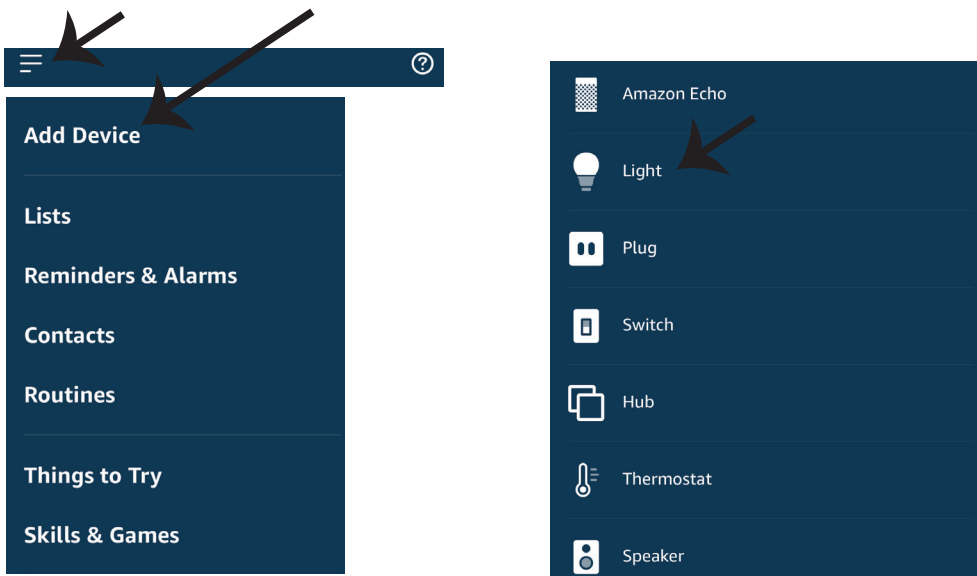 ?
Add Device
Lists
Reminders & Alarms
Contacts
Routines
Things to Try
Skills & Games
Amazon Echo
Light
Plug
Switch
Hub
Thermostat
Speaker